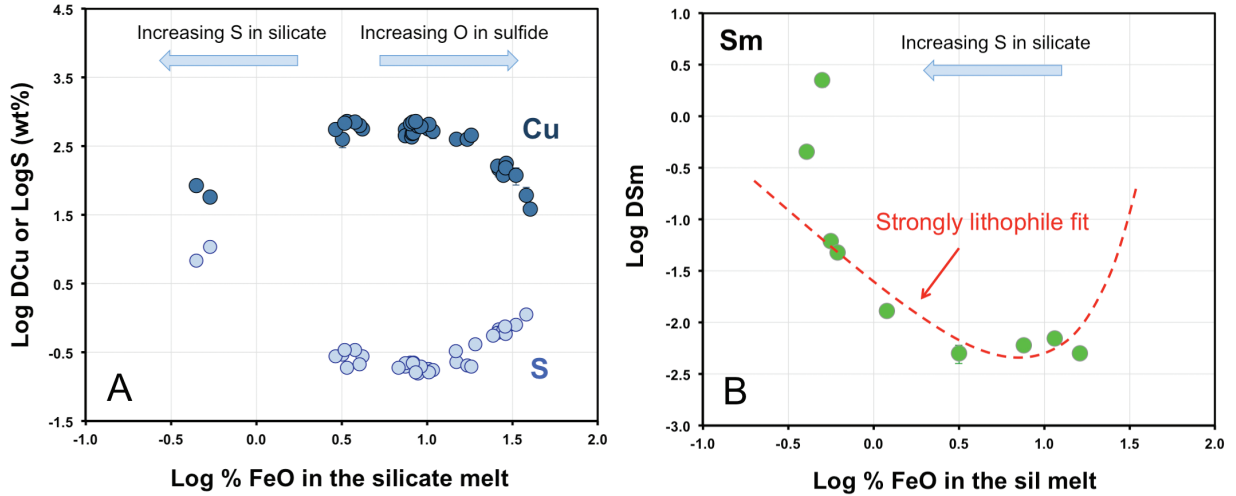 4.5
3.5
2.5
1.5
0.5
-0.5
-1.5
Log DCu or LogS (wt%)
Increasing S in silicate
Increasing O in sulfide
Cu
S
A
-1.0 -0.5 0.0 0.5 1.0 1.5 2.0
Log % FeO in the silicate melt
1.0
0.5
0.0
-0.5
-1.0
-1.5
-2.0
-2.5
-3.0
Log DSm
Sm
Increasing S in silicate
Strongly lithophile fit
B
-1.0 -0.5 0.0 0.5 1.0 1.5 2.0
Log % FeO in the sil melt